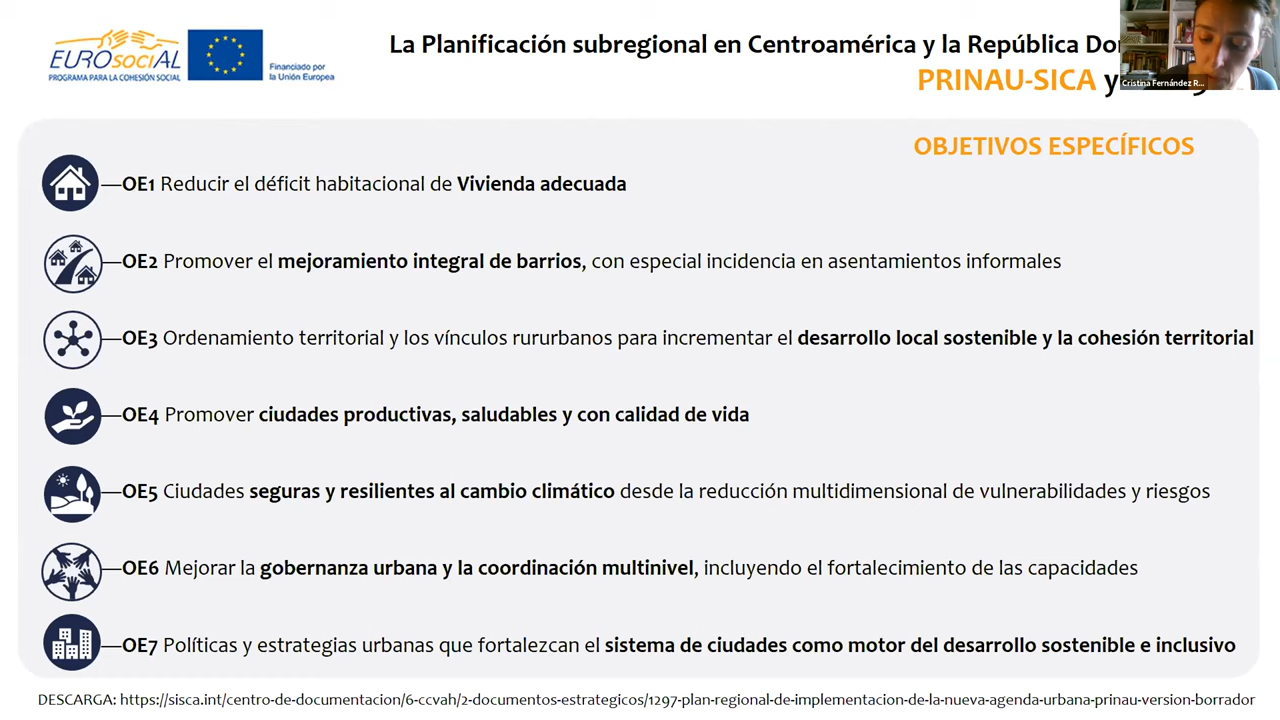 EUROsociAL
PROGRAMA PARA LA COHESIÓN SOCIAL
Financiado por
la Unión Europea
La Planificación subregional en Centroamérica y la República
PRINAU-SICA y
Cristina Fernández R...
OBJETIVOS ESPECÍFICOS
OE1 Reducir el déficit habitacional de Vivienda adecuada
OE2 Promover el mejoramiento integral de barrios, con especial incidencia en asentamientos informales
OE3 Ordenamiento territorial y los vínculos rururbanos para incrementar el desarrollo local sostenible y la cohesión territorial
OE4 Promover ciudades productivas, saludables y con calidad de vida
OE5 Ciudades seguras y resilientes al cambio climático desde la reducción multidimensional de vulnerabilidades y riesgos
OE6 Mejorar la gobernanza urbana y la coordinación multinivel, incluyendo el fortalecimiento de las capacidades
OE7 Políticas y estrategias urbanas que fortalezcan el sistema de ciudades como motor del desarrollo sostenible e inclusivo
DESCARGA: https://sisca.int/centro-de-documentacion/6-ccvah/2-documentos-estrategicos/1297-plan-regional-de-implementacion-de-la-nueva-agenda-urbana-prinau-version-borrador